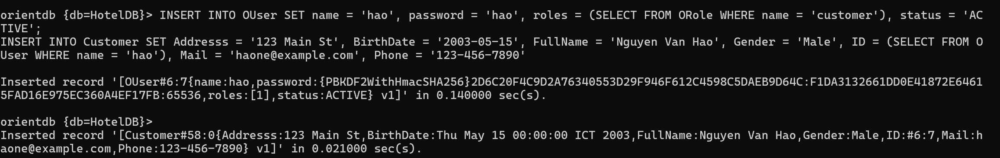 orientdb {db=HotelDB}> INSERT INTO OUser SET name = 'hao', password = 'hao', roles = (SELECT FROM ORole WHERE name = 'customer'), status = 'AC
TIVE';
INSERT INTO Customer SET Addresss = '123 Main St', BirthDate = '2003-05-15', FullName = 'Nguyen Van Hao', Gender = 'Male', ID = (SELECT FROM O
User WHERE name = 'hao'), Mail = 'haone@example.com', Phone = '123-456-7890'
Inserted record '[OUser#6:7{name:hao,password:{PBKDF2WithHmacSHA256}2D6C20F4C9D2A76340553D29F946F612C4598C5DAEB9D64C:F1DA3132661DD0E41872E6461
5FAD16E975EC360A4EF17FB:65536,roles:[1],status:ACTIVE} v1]' in 0.140000 sec(s).
orientdb {db=HotelDB}>
Inserted record '[Customer#58:0{Addresss:123 Main St,BirthDate:Thu May 15 00:00:00 ICT 2003,FullName:Nguyen Van Hao,Gender:Male,ID:#6:7,Mail:h
aone@example.com,Phone:123-456-7890} v1]' in 0.021000 sec(s).